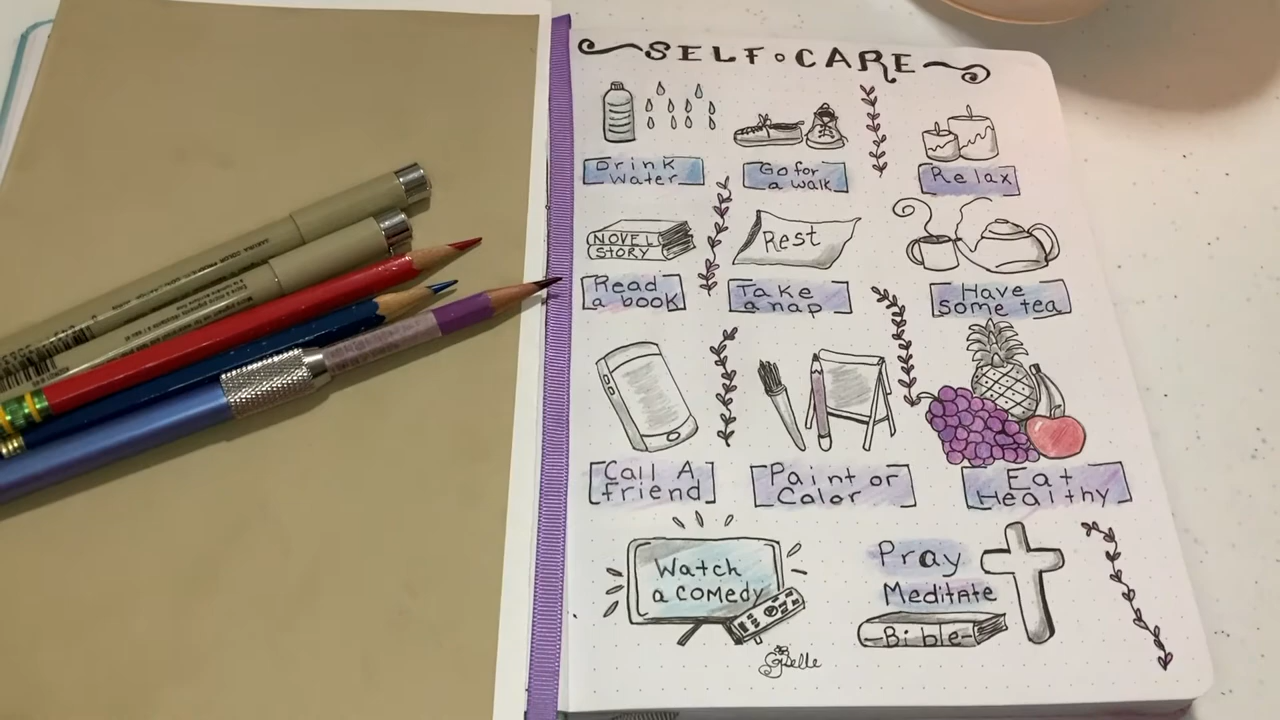 SELF CARE
Drink
Water
Go for
a walk
Relax
NOVEL
STORY
Rest
Read
a book
Take
a nap
Have
some tea
Call A
friend
Paint or
Color
Eat
Healthy
Watch
a comedy
Pray
Meditate
Bible
Giselle